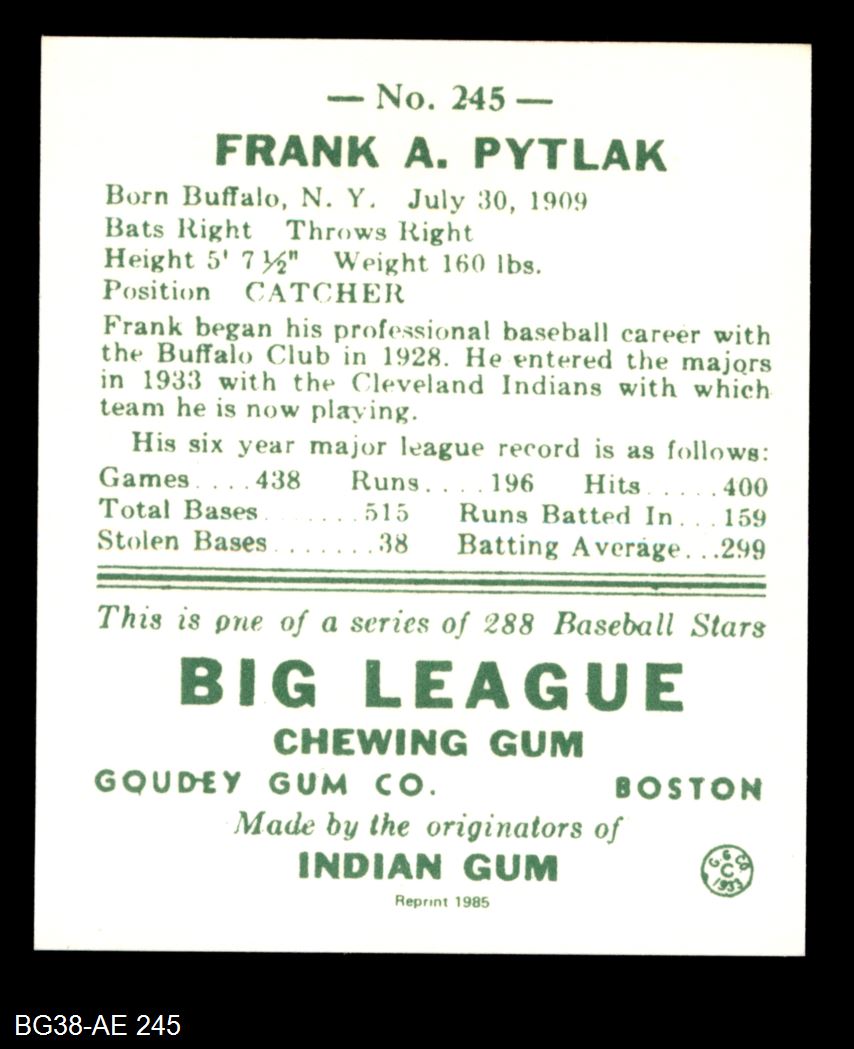 — No. 245 —
FRANK A. PYTLAK
Born Buffalo, N. Y. July 30, 1909
Bats Right Throws Right
Height 5' 7½" Weight 160 lbs.
Position CATCHER
Frank began his professional baseball career with
the Buffalo Club in 1928. He entered the majors
in 1933 with the Cleveland Indians with which
team he is now playing.
His six year major league record is as follows:
Games....438 Runs....196 Hits.....400
Total Bases.......515 Runs Batted In...159
Stolen Bases.......38 Batting Average...299
This is one of a series of 288 Baseball Stars
BIG LEAGUE
CHEWING GUM
GOUDEY GUM CO. BOSTON
Made by the originators of
INDIAN GUM
G G CO
C
1933
Reprint 1985
BG38-AE 245